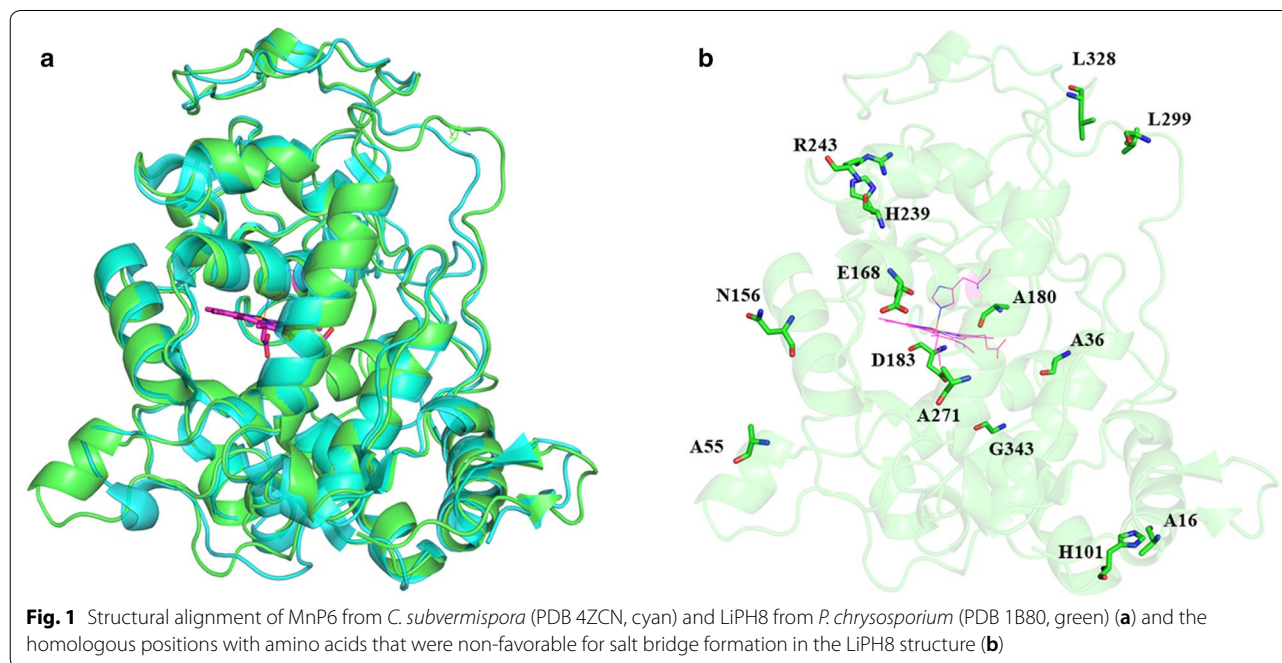 a
b
L328
L299
R243
H239
E168
N156
A180
A36
D183
A271
G343
A55
A16
H101
Fig. 1 Structural alignment of MnP6 from C. subvermispora (PDB 4ZCN, cyan) and LiPH8 from P. chrysosporium (PDB 1B80, green) (a) and the
homologous positions with amino acids that were non-favorable for salt bridge formation in the LiPH8 structure (b)